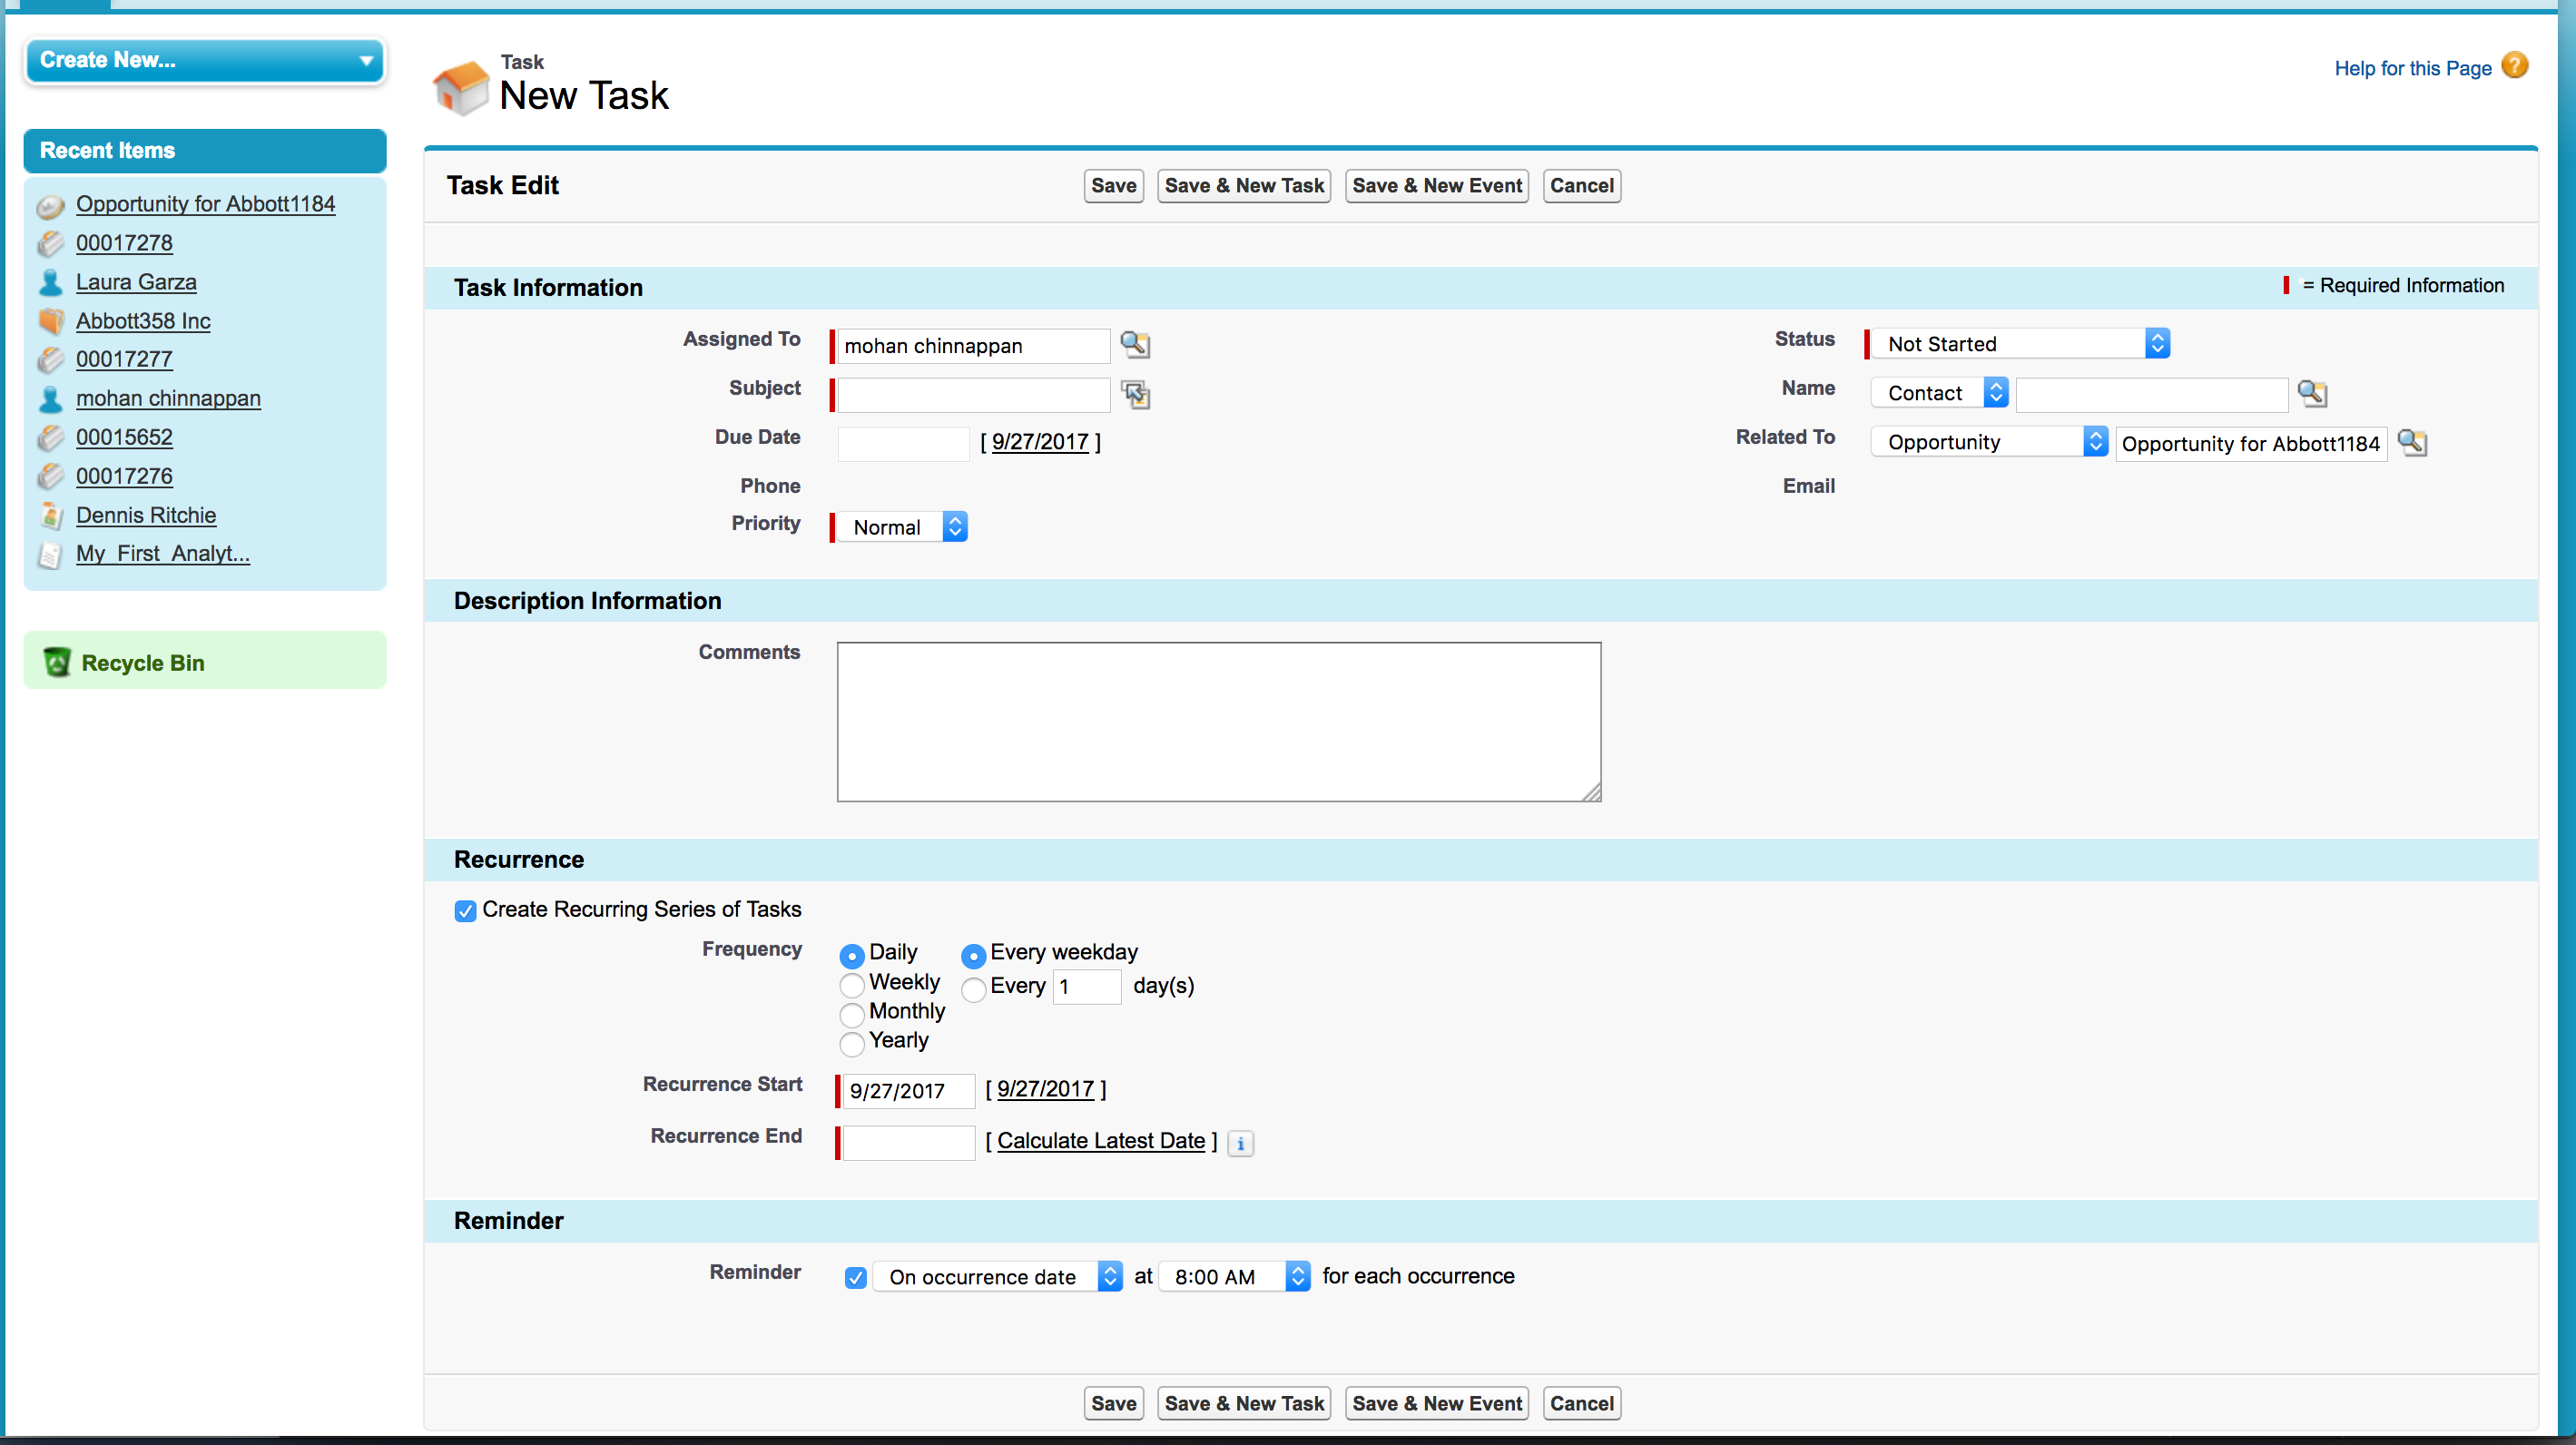 Create New...
Recent Items
Opportunity for Abbott1184
00017278
Laura Garza
Abbott358 Inc
00017277
mohan chinnappan
00015652
00017276
Dennis Ritchie
My_First_Analyt...
Recycle Bin
Task
New Task
Help for this Page ?
Task Edit
Save Save & New Task Save & New Event Cancel
Task Information
= Required Information
Assigned To mohan chinnappan
Status Not Started
Subject
Name Contact
Due Date [ 9/27/2017 ]
Related To Opportunity Opportunity for Abbott1184
Phone
Email
Priority Normal
Description Information
Comments
Recurrence
Create Recurring Series of Tasks
Frequency Daily Every weekday
Weekly Every 1 day(s)
Monthly
Yearly
Recurrence Start 9/27/2017 [ 9/27/2017 ]
Recurrence End [ Calculate Latest Date ] i
Reminder
Reminder On occurrence date at 8:00 AM for each occurrence
Save Save & New Task Save & New Event Cancel